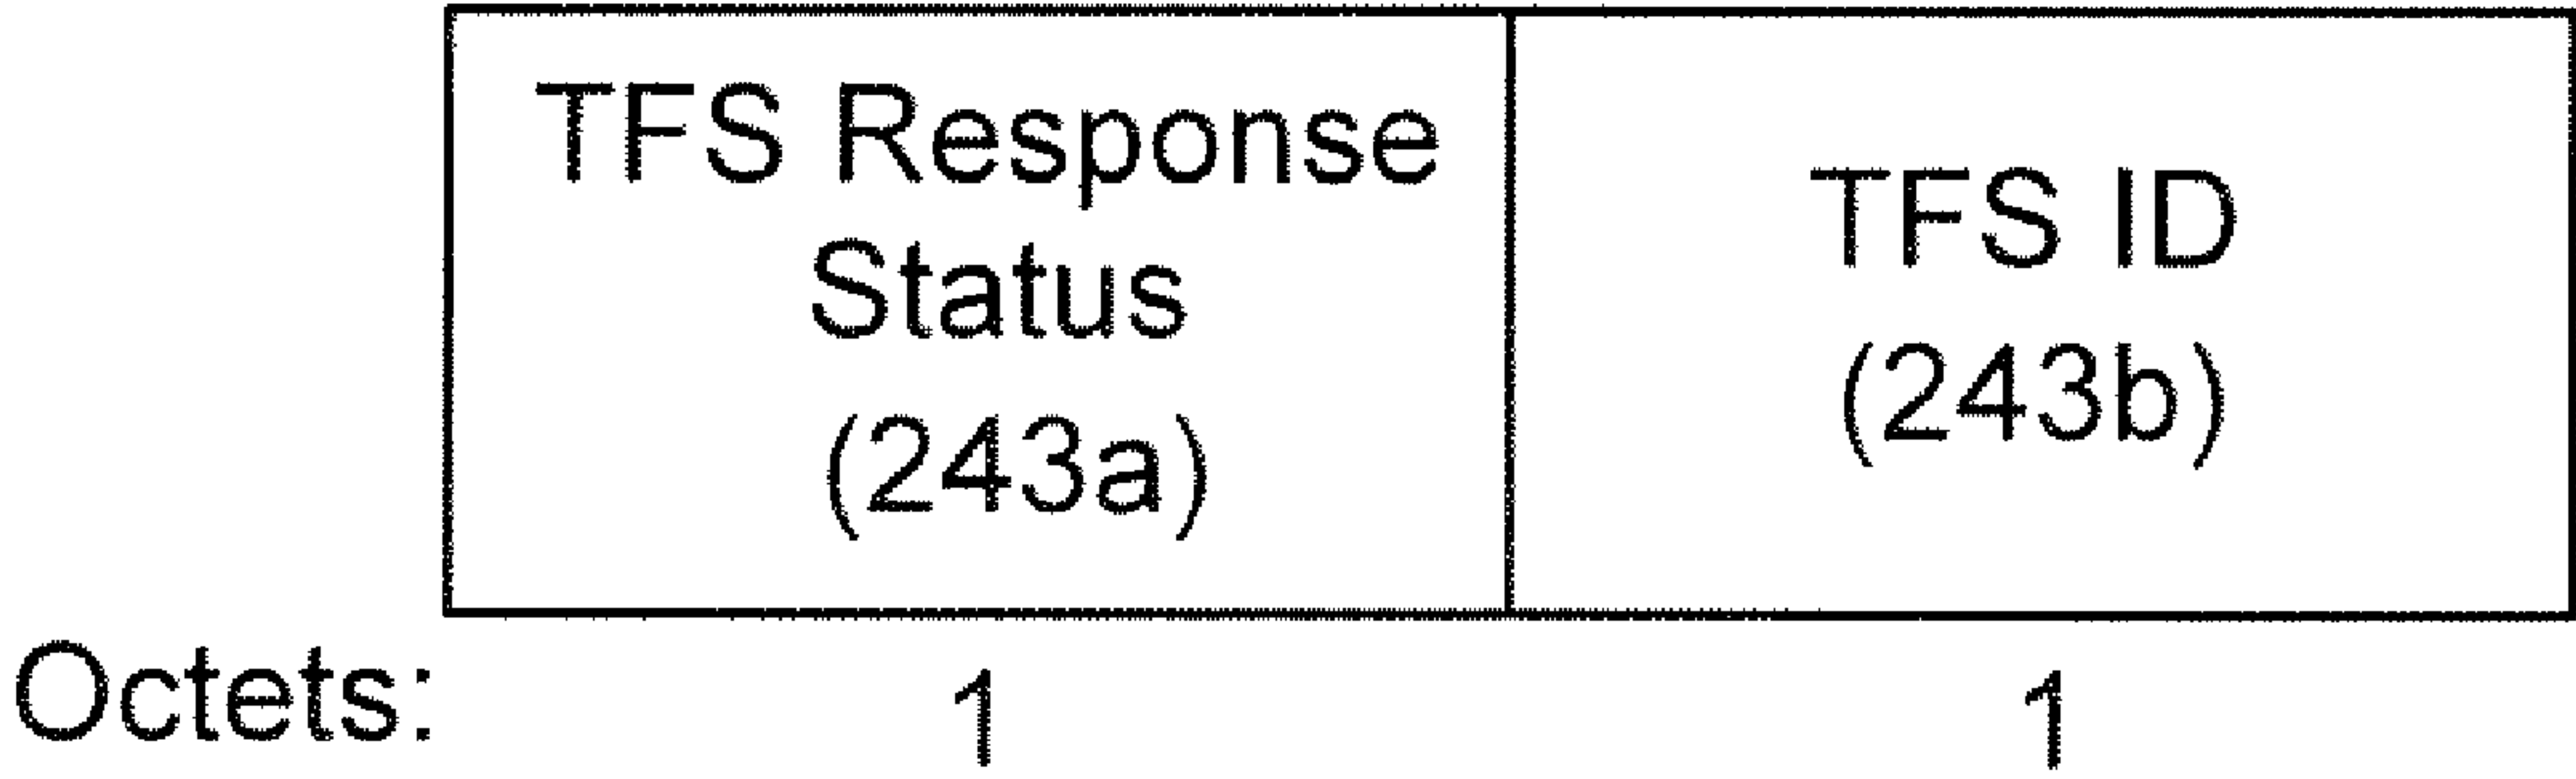 TFS Response
Status
(243a)
TFS ID
(243b)
Octets: 1 1